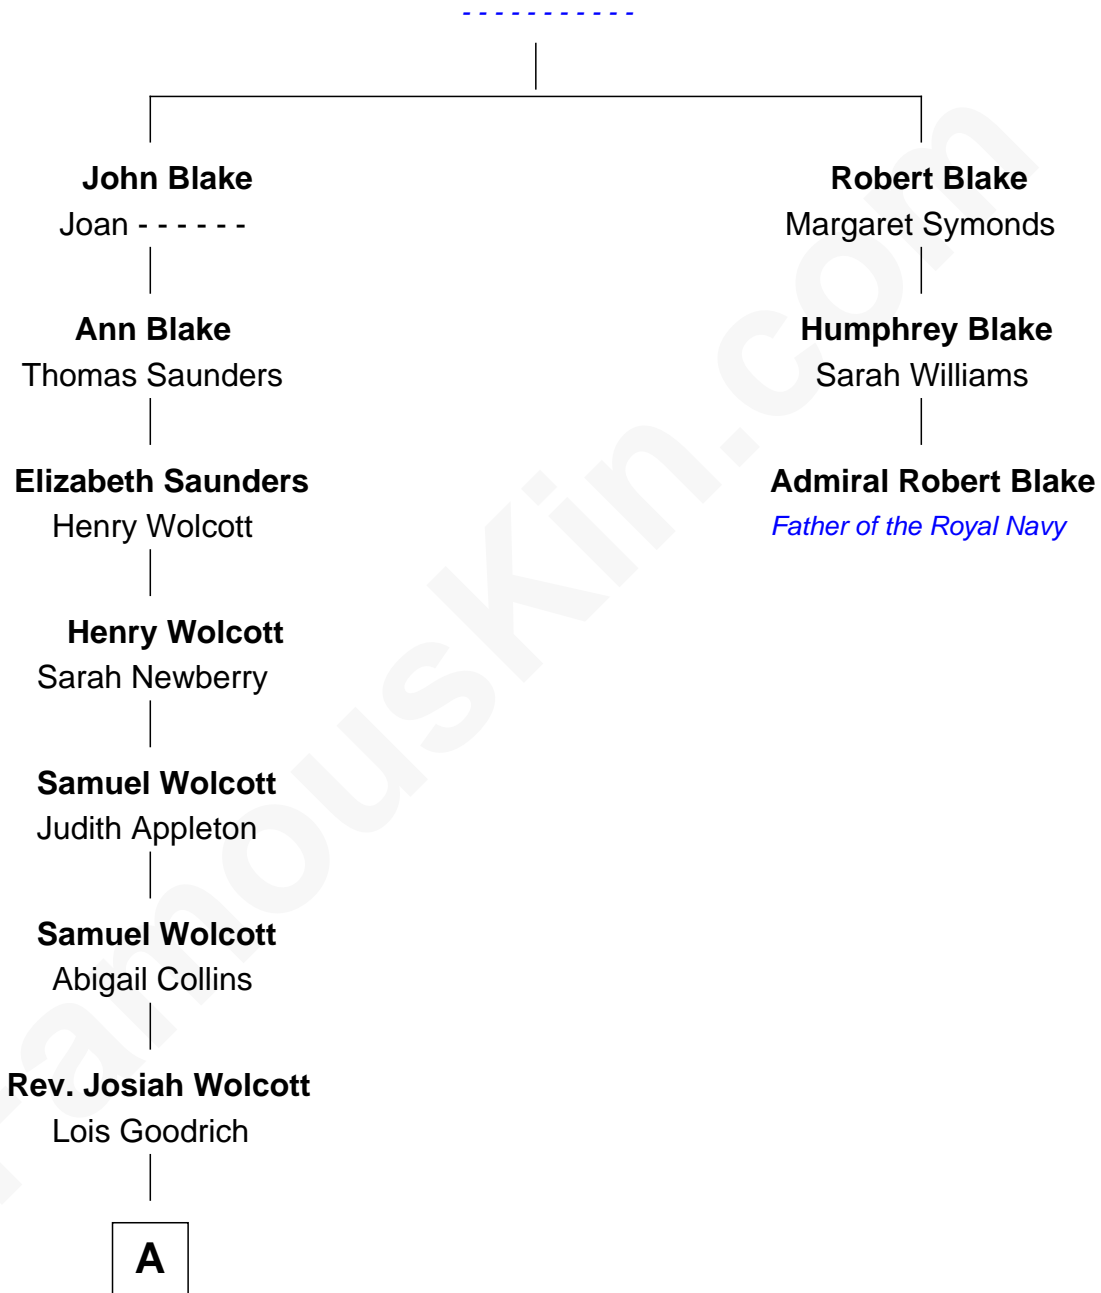 - - - - - - - - - - -
John Blake
Joan - - - - - -
Robert Blake
Margaret Symonds
Ann Blake
Thomas Saunders
Humphrey Blake
Sarah Williams
Elizabeth Saunders
Henry Wolcott
Admiral Robert Blake
Father of the Royal Navy
Henry Wolcott
Sarah Newberry
Samuel Wolcott
Judith Appleton
Samuel Wolcott
Abigail Collins
Rev. Josiah Wolcott
Lois Goodrich
A
FamousKin.com